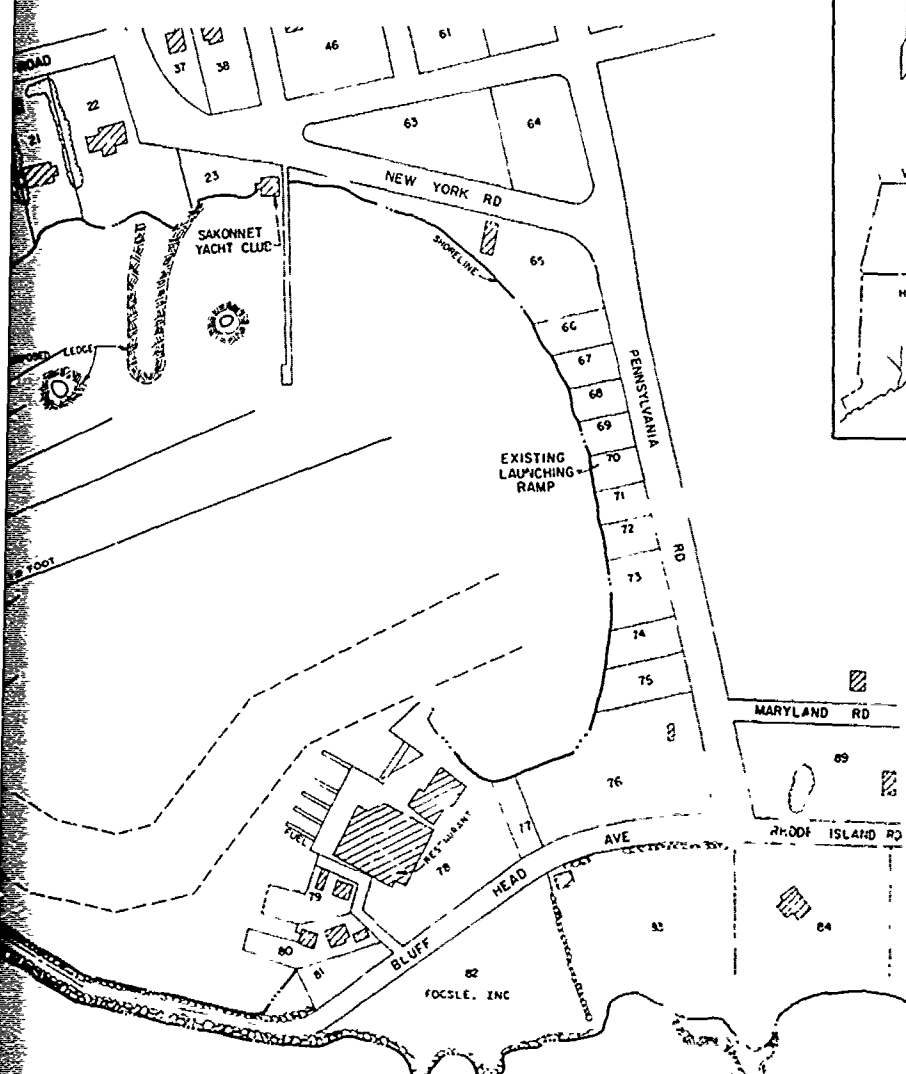 61
46
37
38
22
63
64
21
23
NEW YORK RD
SAKONNET
YACHT CLUB
SHORELINE
65
66
67
PENNSYLVANIA
68
LEDGE
69
EXISTING
LAUNCHING
RAMP
70
71
72
RD
FOOT
73
74
75
MARYLAND RD
89
76
77
AVE
RHODE ISLAND RD
FUEL
RESTAURANT
78
HEAD
79
83
84
80
BLUFF
81
82
FOCSLE, INC